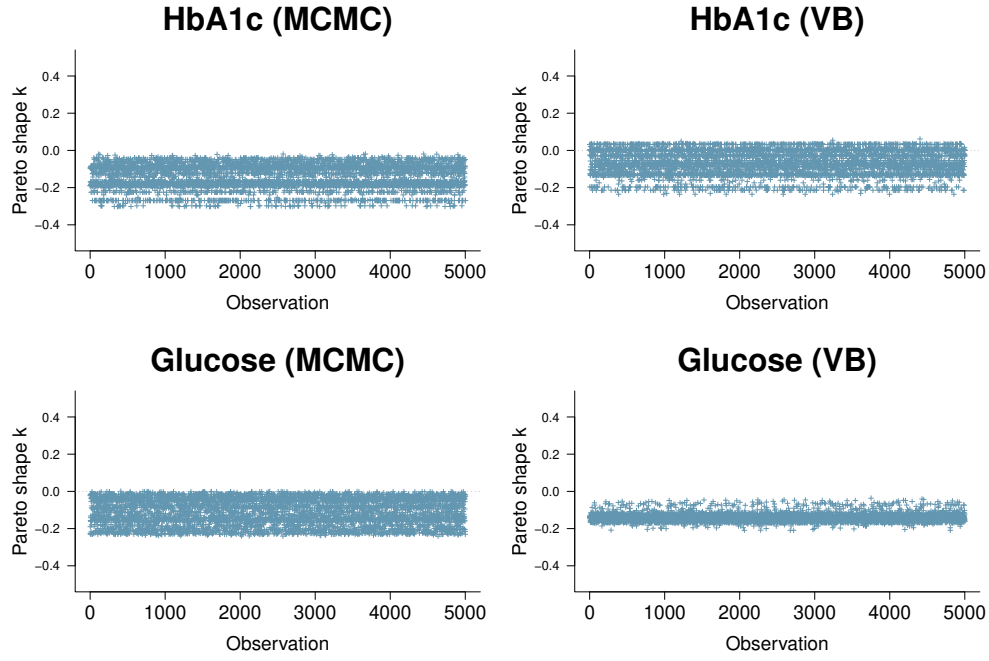 HbA1c (MCMC)
Pareto shape k
0.4
0.2
0.0
−0.2
−0.4
0 1000 2000 3000 4000 5000
Observation
HbA1c (VB)
Pareto shape k
0.4
0.2
0.0
−0.2
−0.4
0 1000 2000 3000 4000 5000
Observation
Glucose (MCMC)
Pareto shape k
0.4
0.2
0.0
−0.2
−0.4
0 1000 2000 3000 4000 5000
Observation
Glucose (VB)
Pareto shape k
0.4
0.2
0.0
−0.2
−0.4
0 1000 2000 3000 4000 5000
Observation